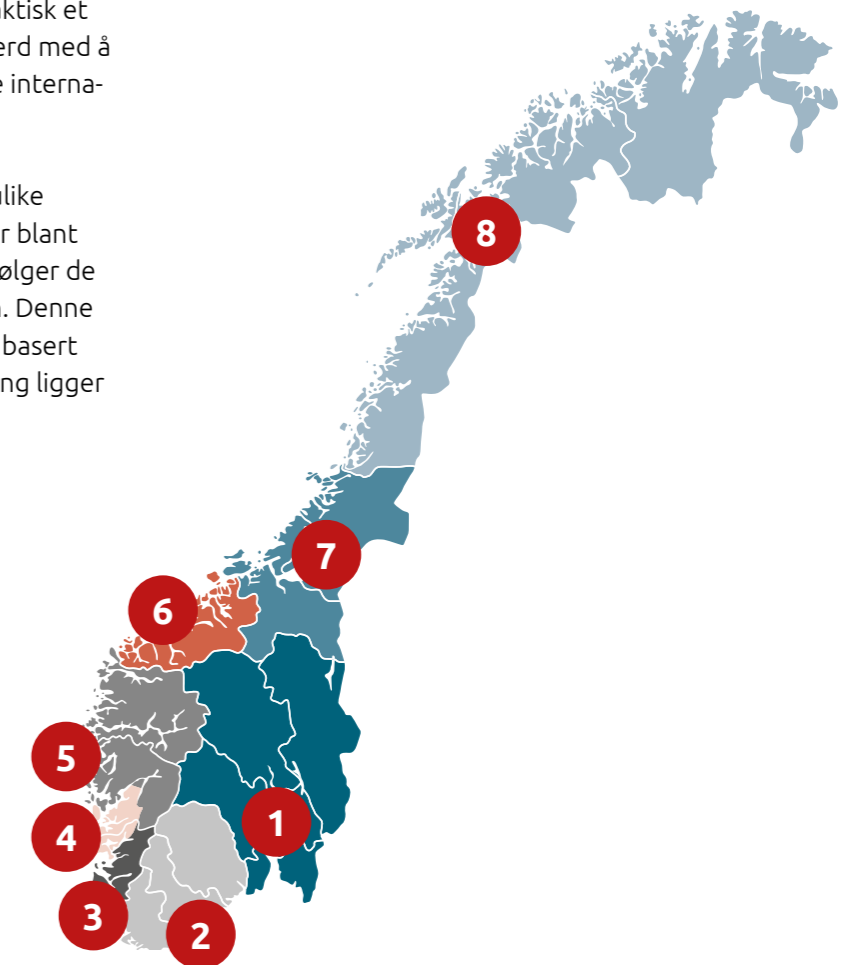 aktisk et
erd med å
e interna-
ulike
r blant
ølger de
. Denne
basert
ng ligger
8
7
6
5
1
4
3
2